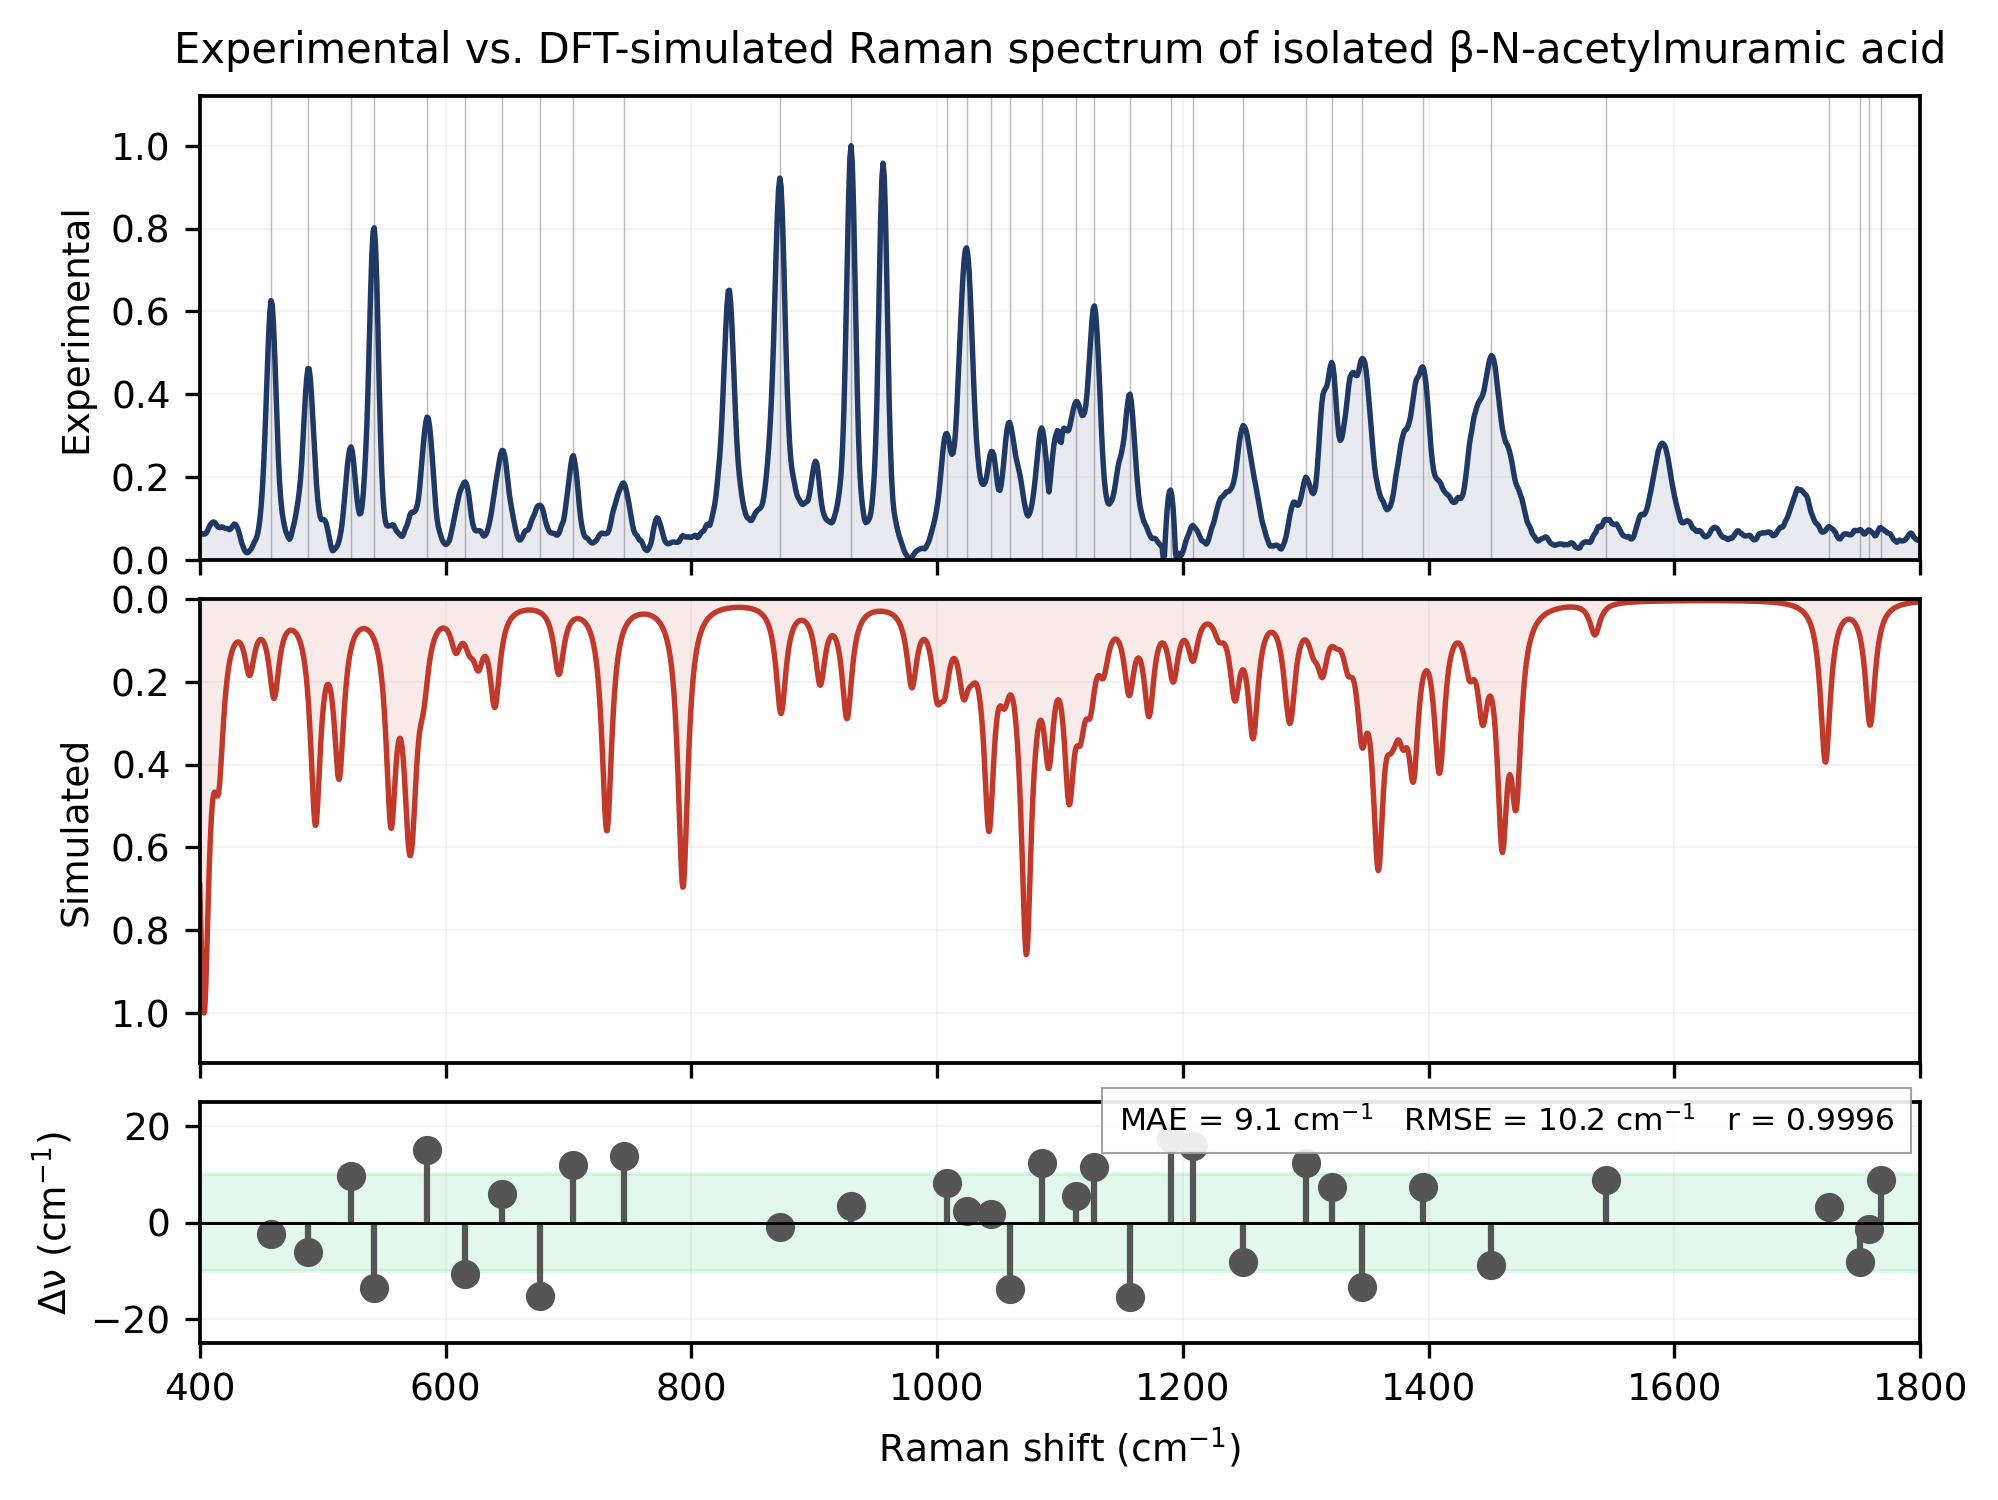 Experimental vs. DFT-simulated Raman spectrum of isolated β-N-acetylmuramic acid
Experimental
1.0
0.8
0.6
0.4
0.2
0.0
Simulated
0.0
0.2
0.4
0.6
0.8
1.0
MAE = 9.1 cm⁻¹ RMSE = 10.2 cm⁻¹ r = 0.9996
Δν (cm⁻¹)
20
0
−20
400 600 800 1000 1200 1400 1600 1800
Raman shift (cm⁻¹)